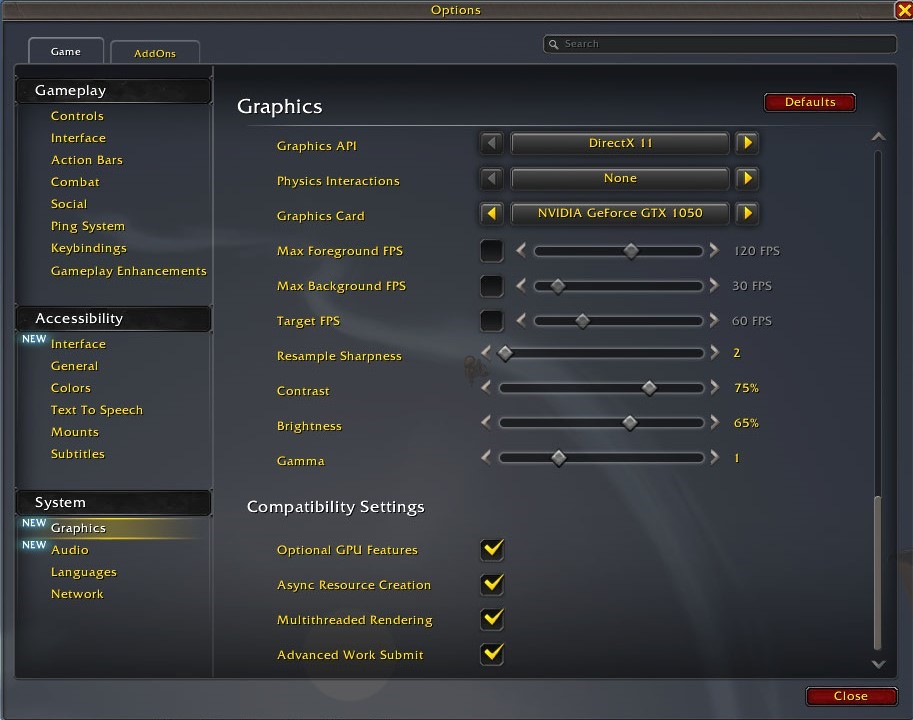 Options
Game
AddOns
Search
Gameplay
Controls
Interface
Action Bars
Combat
Social
Ping System
Keybindings
Gameplay Enhancements
Accessibility
NEW Interface
General
Colors
Text To Speech
Mounts
Subtitles
System
NEW Graphics
NEW Audio
Languages
Network
Graphics
Defaults
Graphics API DirectX 11
Physics Interactions None
Graphics Card NVIDIA GeForce GTX 1050
Max Foreground FPS 120 FPS
Max Background FPS 30 FPS
Target FPS 60 FPS
Resample Sharpness 2
Contrast 75%
Brightness 65%
Gamma 1
Compatibility Settings
Optional GPU Features
Async Resource Creation
Multithreaded Rendering
Advanced Work Submit
Close